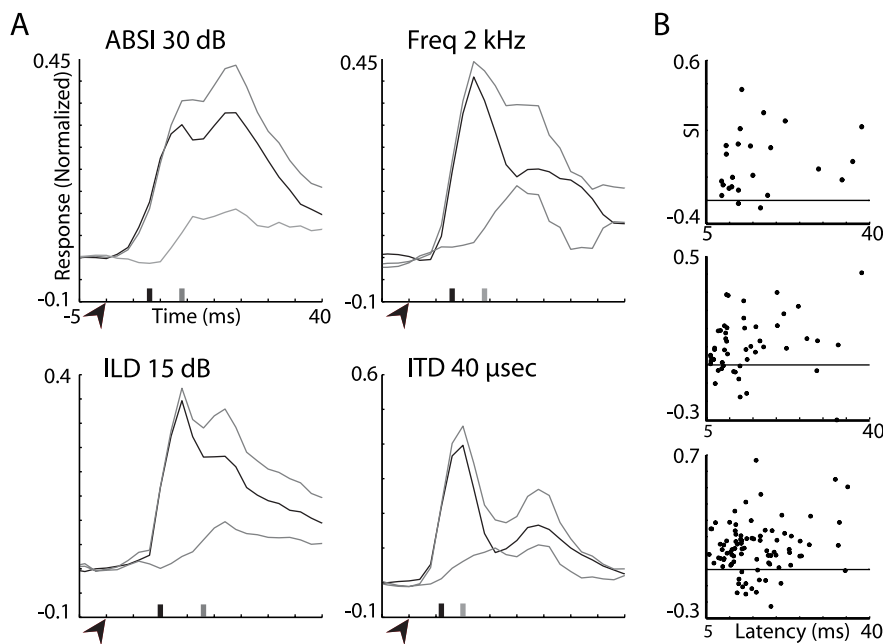 A
ABSI 30 dB
Freq 2 kHz
B
0.45
0.45
0.6
Response (Normalized)
SI
-0.4
5
40
-0.1
-0.1
-5
Time (ms)
40
0.5
ILD 15 dB
ITD 40 µsec
0.4
0.6
-0.3
5
40
0.7
-0.1
-0.1
-0.3
5
Latency (ms)
40